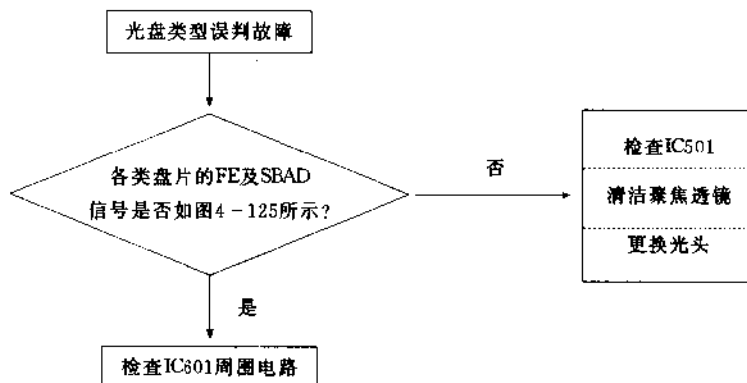 光盘类型误判故障
各类盘片的FE及SBAD
信号是否如图4-125所示?
否
检查IC501
清洁聚焦透镜
更换光头
是
检查IC601周围电路